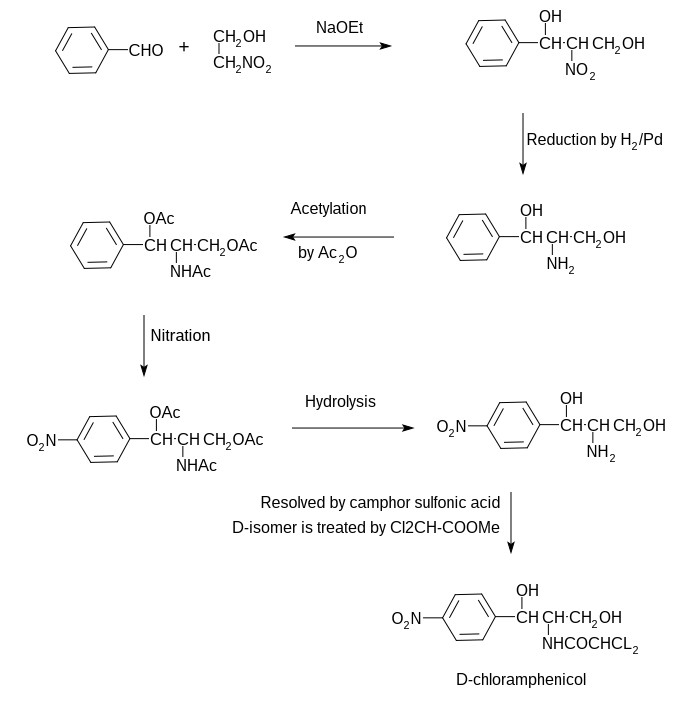 NaOEt
CHO + CH₂OH
CH₂NO₂
OH
CH·CH CH₂OH
NO₂
Reduction by H₂/Pd
OAc
CH CH·CH₂OAc
NHAc
Acetylation
by Ac₂O
OH
CH CH·CH₂OH
NH₂
Nitration
OAc
O₂N CH·CH CH₂OAc
NHAc
Hydrolysis
OH
O₂N CH·CH CH₂OH
NH₂
Resolved by camphor sulfonic acid
D-isomer is treated by Cl2CH-COOMe
OH
O₂N CH CH·CH₂OH
NHCOCHCL₂
D-chloramphenicol